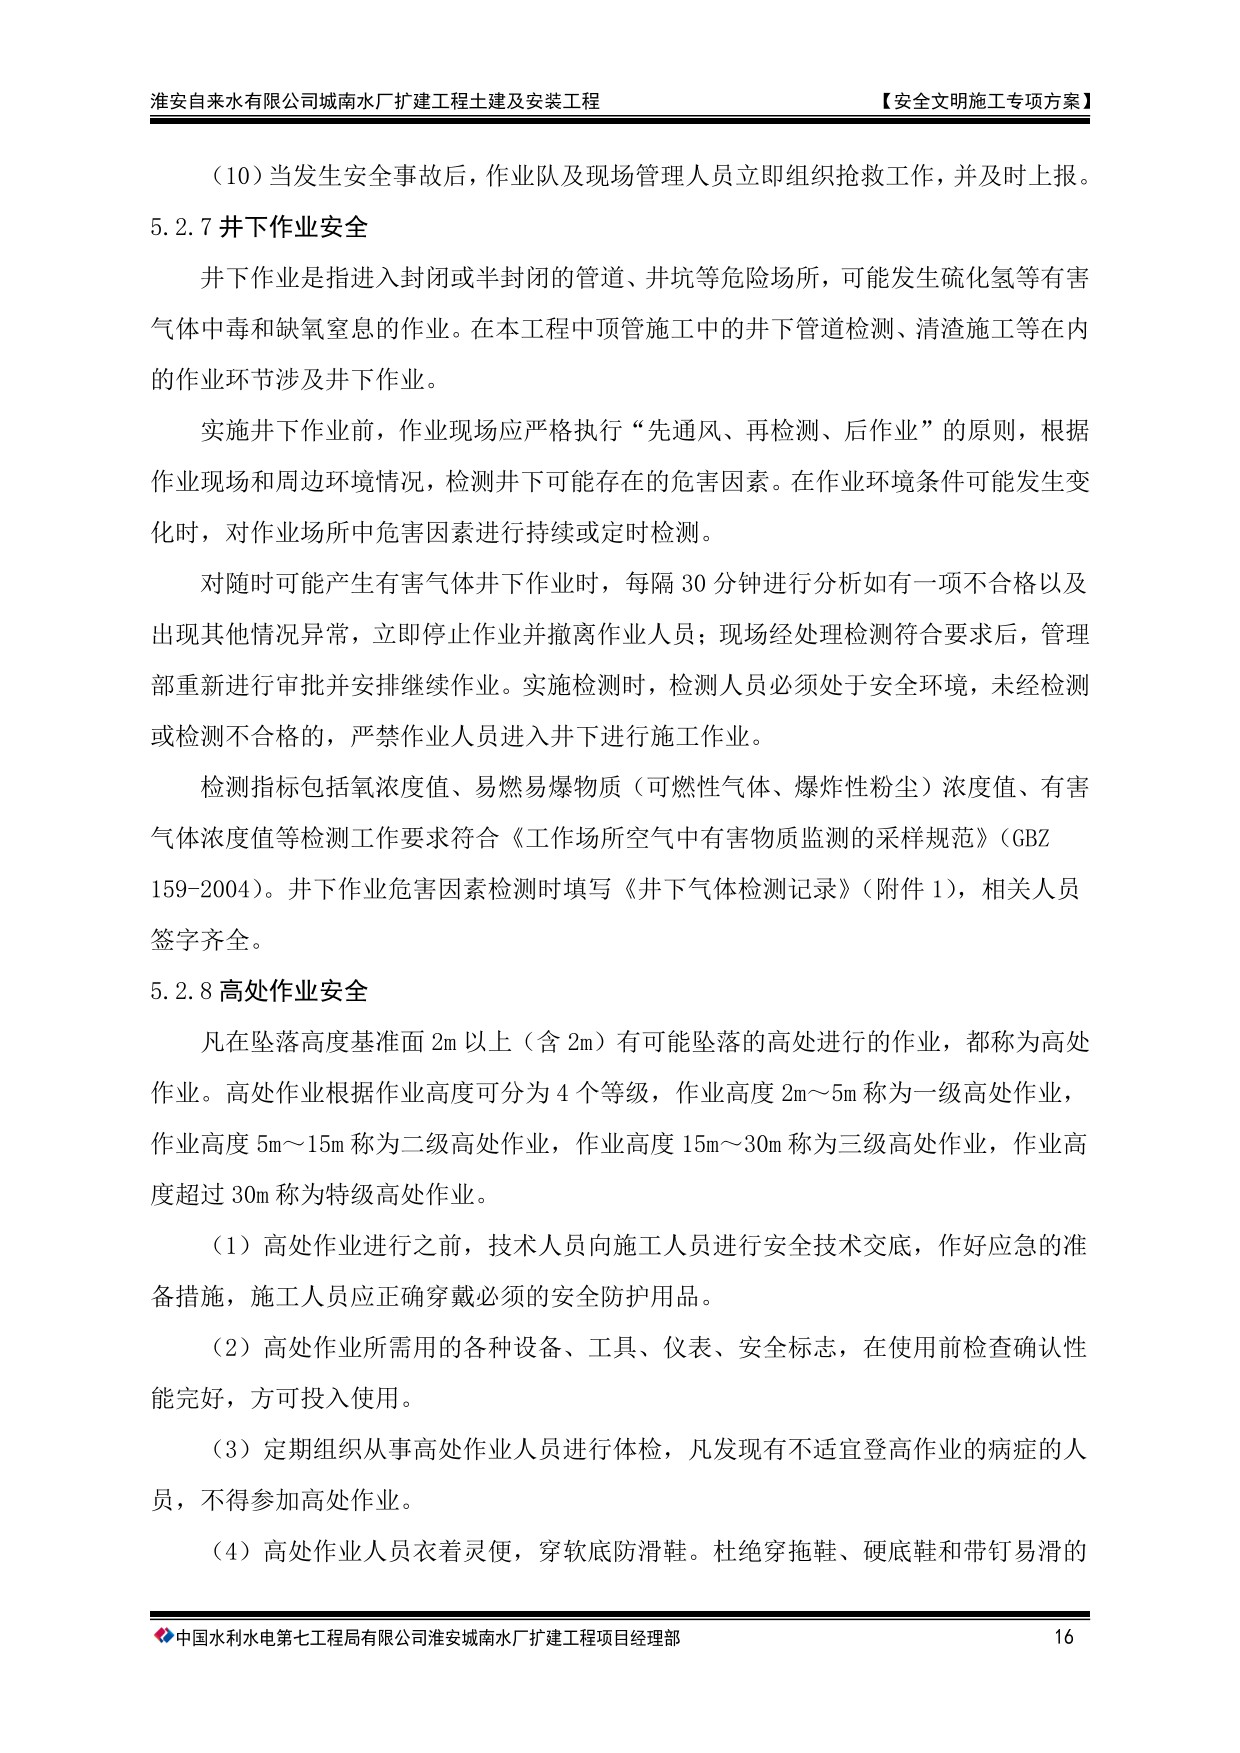 淮安自来水有限公司城南水厂扩建工程土建及安装工程 【安全文明施工专项方案】
（10）当发生安全事故后，作业队及现场管理人员立即组织抢救工作，并及时上报。
5.2.7 井下作业安全
井下作业是指进入封闭或半封闭的管道、井坑等危险场所，可能发生硫化氢等有害
气体中毒和缺氧窒息的作业。在本工程中顶管施工中的井下管道检测、清渣施工等在内
的作业环节涉及井下作业。
实施井下作业前，作业现场应严格执行“先通风、再检测、后作业”的原则，根据
作业现场和周边环境情况，检测井下可能存在的危害因素。在作业环境条件可能发生变
化时，对作业场所中危害因素进行持续或定时检测。
对随时可能产生有害气体井下作业时，每隔 30 分钟进行分析如有一项不合格以及
出现其他情况异常，立即停止作业并撤离作业人员；现场经处理检测符合要求后，管理
部重新进行审批并安排继续作业。实施检测时，检测人员必须处于安全环境，未经检测
或检测不合格的，严禁作业人员进入井下进行施工作业。
检测指标包括氧浓度值、易燃易爆物质（可燃性气体、爆炸性粉尘）浓度值、有害
气体浓度值等检测工作要求符合《工作场所空气中有害物质监测的采样规范》（GBZ
159-2004）。井下作业危害因素检测时填写《井下气体检测记录》（附件 1），相关人员
签字齐全。
5.2.8 高处作业安全
凡在坠落高度基准面 2m 以上（含 2m）有可能坠落的高处进行的作业，都称为高处
作业。高处作业根据作业高度可分为 4 个等级，作业高度 2m～5m 称为一级高处作业，
作业高度 5m～15m 称为二级高处作业，作业高度 15m～30m 称为三级高处作业，作业高
度超过 30m 称为特级高处作业。
（1）高处作业进行之前，技术人员向施工人员进行安全技术交底，作好应急的准
备措施，施工人员应正确穿戴必须的安全防护用品。
（2）高处作业所需用的各种设备、工具、仪表、安全标志，在使用前检查确认性
能完好，方可投入使用。
（3）定期组织从事高处作业人员进行体检，凡发现有不适宜登高作业的病症的人
员，不得参加高处作业。
（4）高处作业人员衣着灵便，穿软底防滑鞋。杜绝穿拖鞋、硬底鞋和带钉易滑的
中国水利水电第七工程局有限公司淮安城南水厂扩建工程项目经理部 16